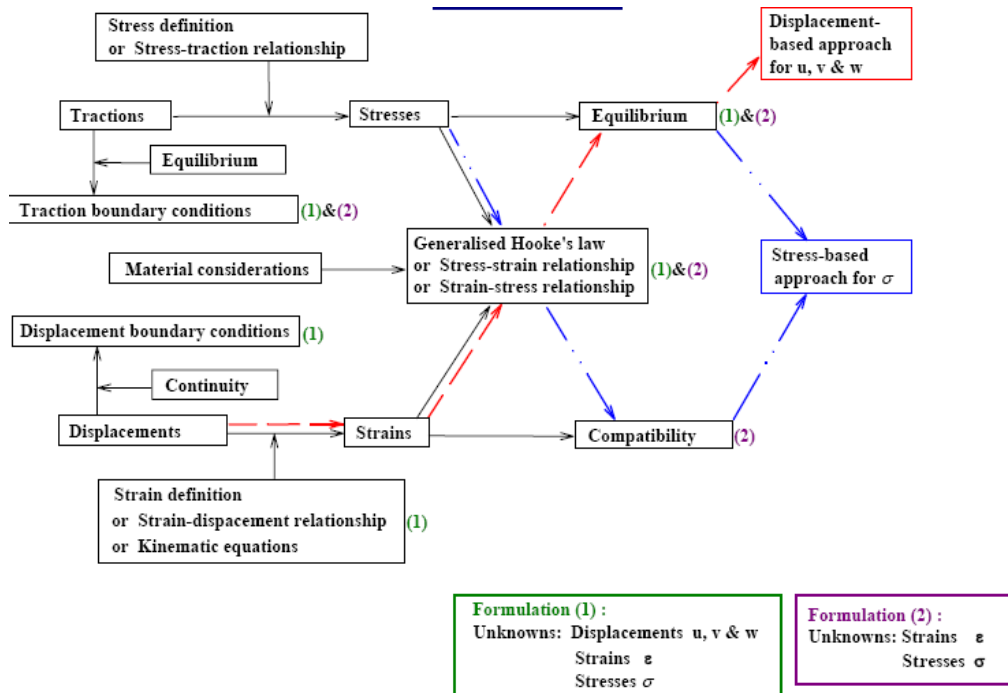 Stress definition
or Stress-traction relationship
Displacement-
based approach
for u, v & w
Tractions
Stresses
Equilibrium
(1)&(2)
Equilibrium
Traction boundary conditions
(1)&(2)
Generalised Hooke's law
or Stress-strain relationship
or Strain-stress relationship
(1)&(2)
Stress-based
approach for σ
Material considerations
Displacement boundary conditions
(1)
Continuity
Displacements
Strains
Compatibility
(2)
Strain definition
or Strain-dispacement relationship
or Kinematic equations
(1)
Formulation (1) :
Unknowns: Displacements u, v & w
Strains ε
Stresses σ
Formulation (2) :
Unknowns: Strains ε
Stresses σ